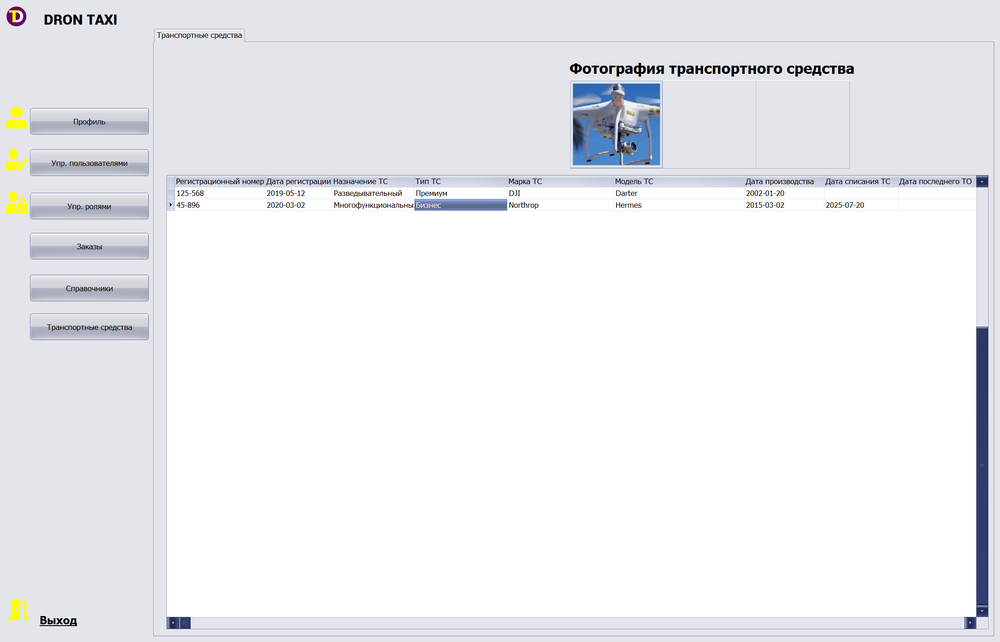 DRON TAXI
Транспортные средства
Фотография транспортного средства
Профиль
Упр. пользователями
Упр. ролями
Заказы
Справочники
Транспортные средства
Регистрационный номер Дата регистрации Назначение ТС Тип ТС Марка ТС Модель ТС Дата производства Дата списания ТС Дата последнего ТО
125-568 2019-05-12 Разведывательный Премиум DJI Darter 2002-01-20
45-896 2020-03-02 Многофункциональны Бизнес Northrop Hermes 2015-03-02 2025-07-20
Выход